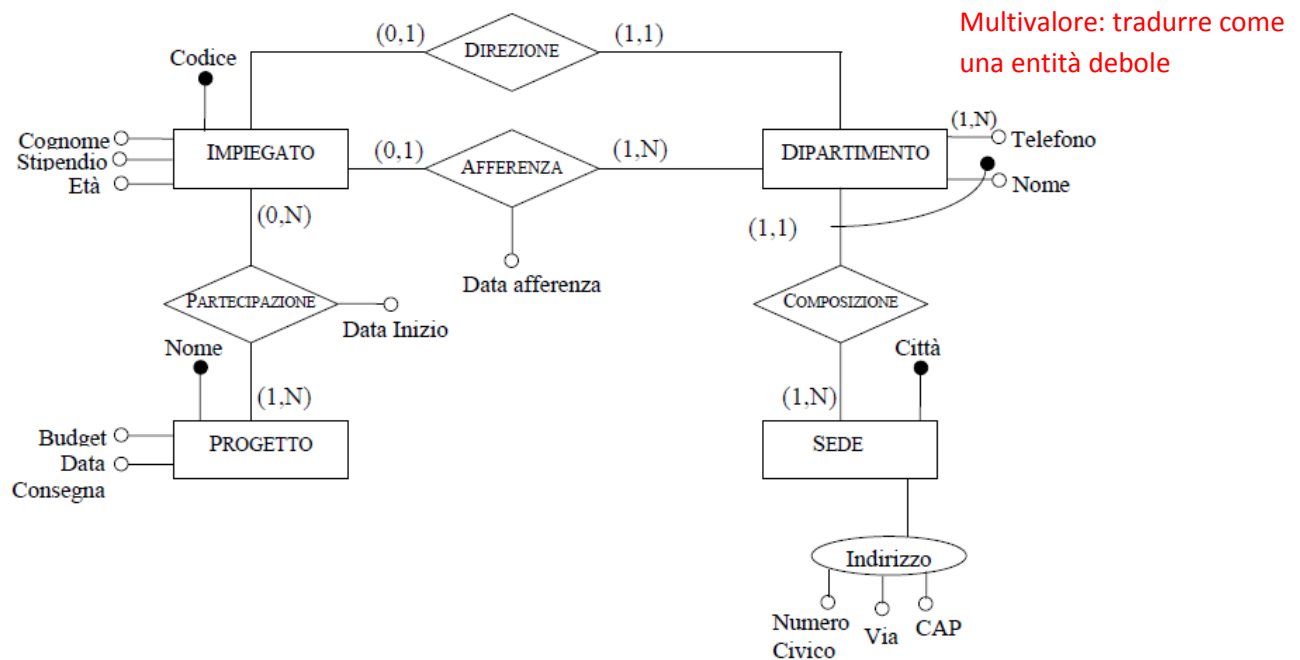 Multivalore: tradurre come
una entità debole
(0,1)
DIREZIONE
(1,1)
Codice
Cognome
Stipendio
Età
IMPIEGATO
(0,1)
AFFERENZA
(1,N)
DIPARTIMENTO
(1,N)
Telefono
Nome
(0,N)
(1,1)
Data afferenza
PARTECIPAZIONE
Data Inizio
COMPOSIZIONE
Nome
Città
(1,N)
(1,N)
Budget
Data
Consegna
PROGETTO
SEDE
Indirizzo
Numero
Civico
Via
CAP